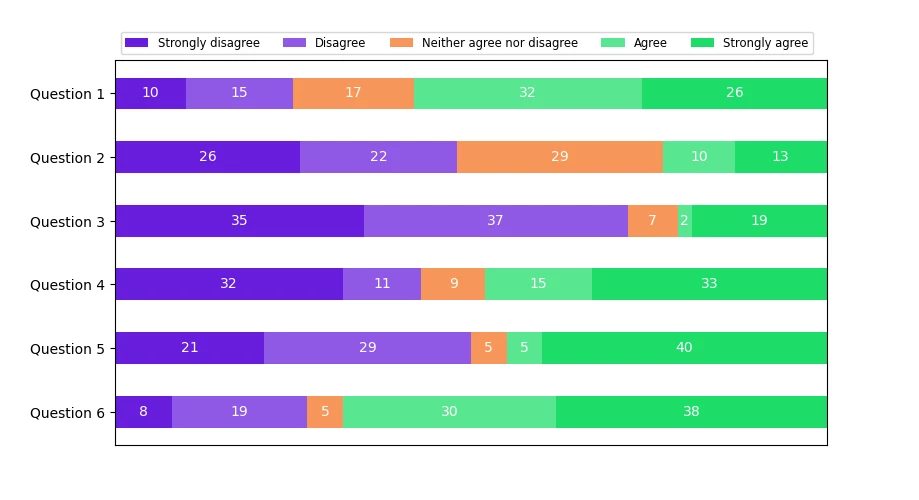 Strongly disagree Disagree Neither agree nor disagree Agree Strongly agree
Question 1 10 15 17 32 26
Question 2 26 22 29 10 13
Question 3 35 37 7 2 19
Question 4 32 11 9 15 33
Question 5 21 29 5 5 40
Question 6 8 19 5 30 38